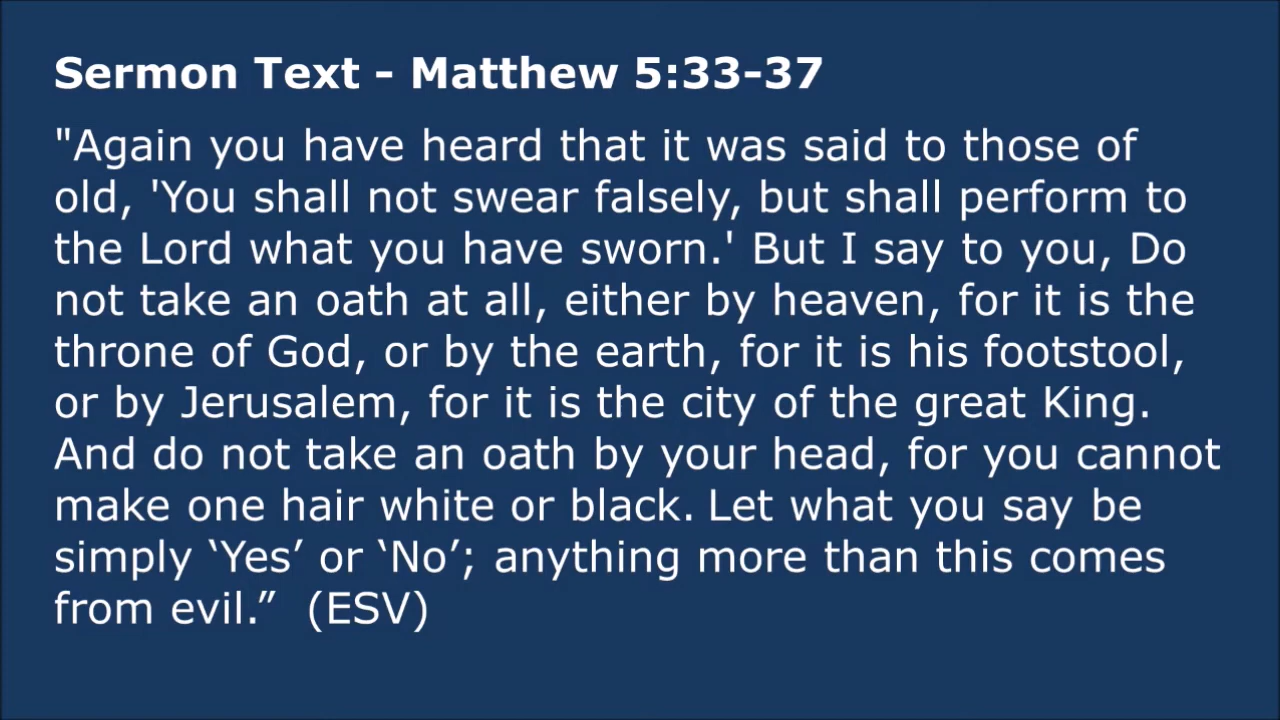 Sermon Text - Matthew 5:33-37
"Again you have heard that it was said to those of
old, 'You shall not swear falsely, but shall perform to
the Lord what you have sworn.' But I say to you, Do
not take an oath at all, either by heaven, for it is the
throne of God, or by the earth, for it is his footstool,
or by Jerusalem, for it is the city of the great King.
And do not take an oath by your head, for you cannot
make one hair white or black. Let what you say be
simply ‘Yes’ or ‘No’; anything more than this comes
from evil.”  (ESV)